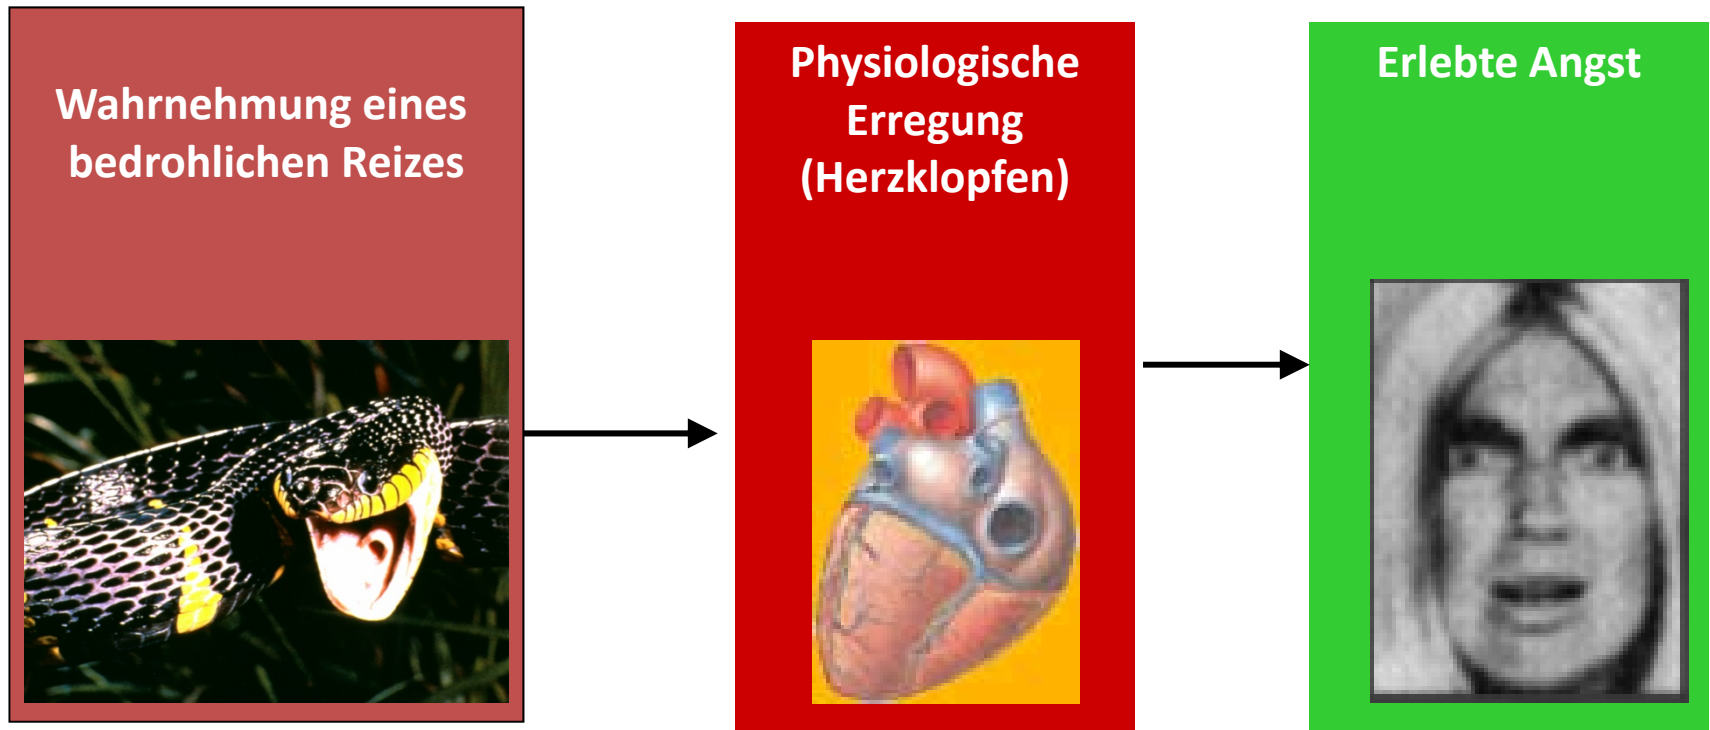 Wahrnehmung eines
bedrohlichen Reizes
Physiologische
Erregung
(Herzklopfen)
Erlebte Angst